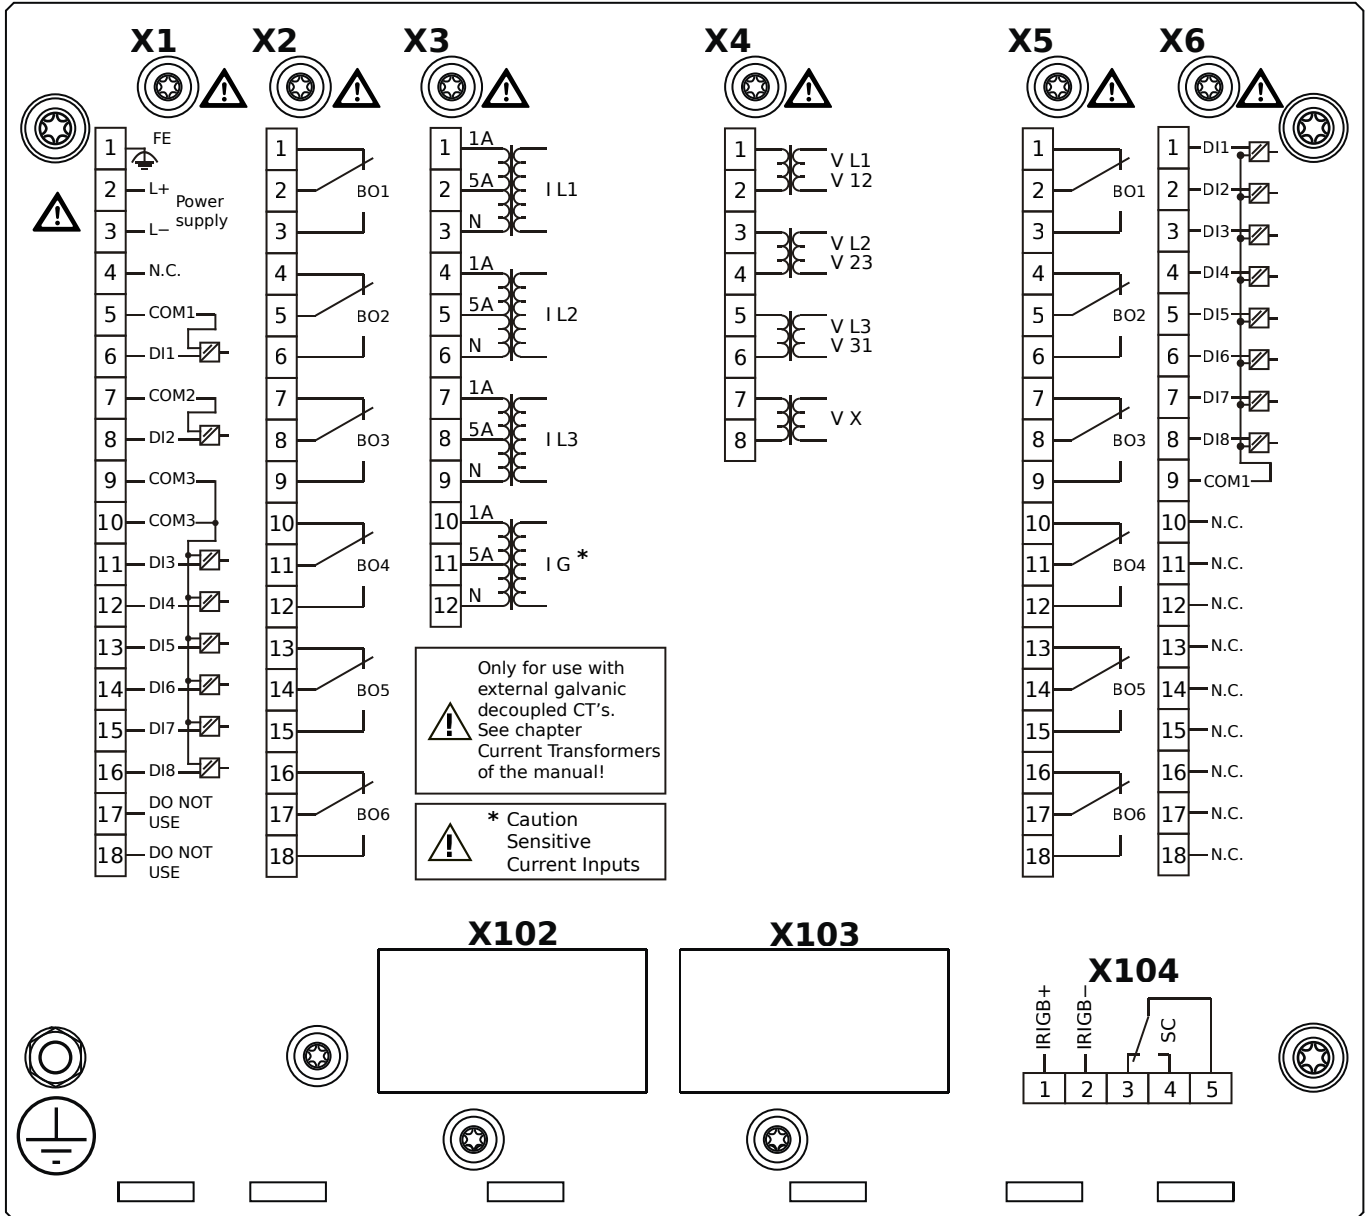 X1
X2
X3
X4
X5
X6
1 FE
2 L+
Power
supply
3 L−
4 N.C.
5 COM1
6 DI1
7 COM2
8 DI2
9 COM3
10 COM3
11 DI3
12 DI4
13 DI5
14 DI6
15 DI7
16 DI8
17 DO NOT
USE
18 DO NOT
USE
1
2 BO1
3
4
5 BO2
6
7
8 BO3
9
10
11 BO4
12
13
14 BO5
15
16
17 BO6
18
1 1A
2 5A I L1
3 N
4 1A
5 5A I L2
6 N
7 1A
8 5A I L3
9 N
10 1A
11 5A I G *
12 N
Only for use with
external galvanic
decoupled CT's.
See chapter
Current Transformers
of the manual!
* Caution
Sensitive
Current Inputs
1 V L1
2 V 12
3 V L2
4 V 23
5 V L3
6 V 31
7 V X
8
1
2 BO1
3
4
5 BO2
6
7
8 BO3
9
10
11 BO4
12
13
14 BO5
15
16
17 BO6
18
1 DI1
2 DI2
3 DI3
4 DI4
5 DI5
6 DI6
7 DI7
8 DI8
9 COM1
10 N.C.
11 N.C.
12 N.C.
13 N.C.
14 N.C.
15 N.C.
16 N.C.
17 N.C.
18 N.C.
X102
X103
X104
IRIGB+
IRIGB−
SC
1 2 3 4 5